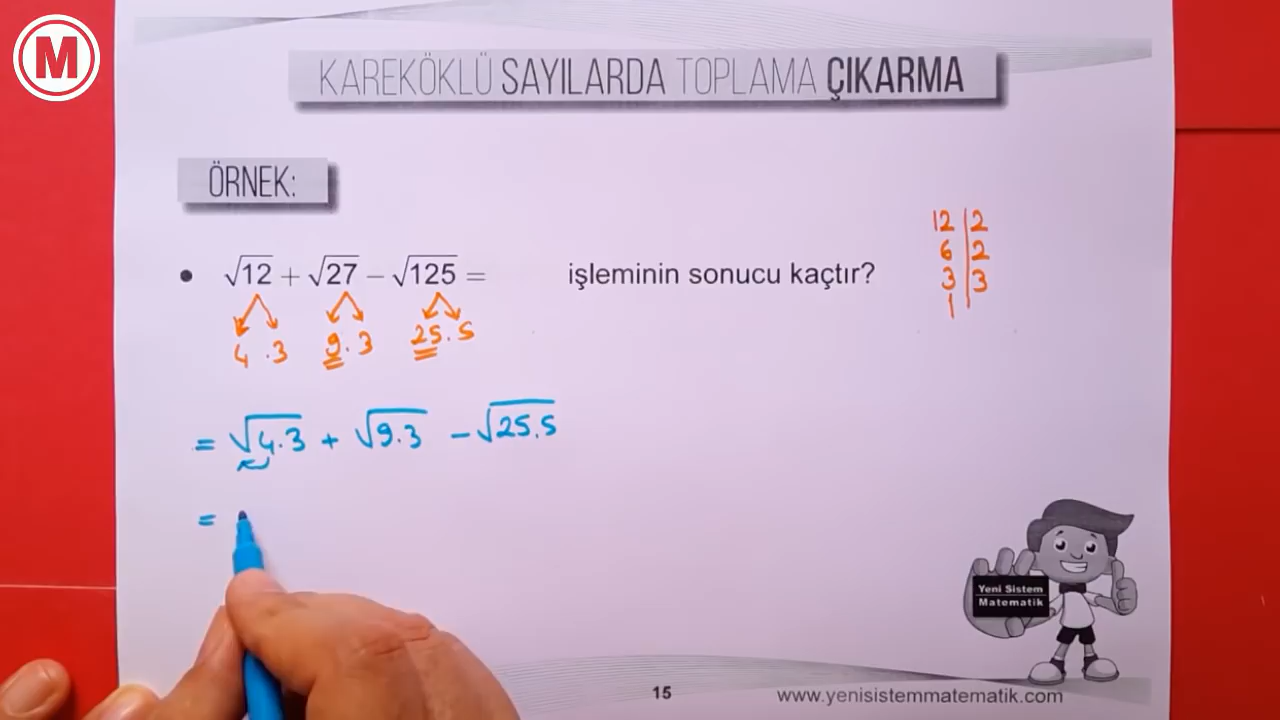 M
KAREKÖKLÜ SAYILARDA TOPLAMA ÇIKARMA
ÖRNEK:
• √12 + √27 − √125 = işleminin sonucu kaçtır?
4 . 3 9 . 3 25 . 5
12 | 2
6 | 2
3 | 3
1 |
= √4.3 + √9.3 − √25.5
=
Yeni Sistem
Matematik
15
www.yenisistemmatematik.com